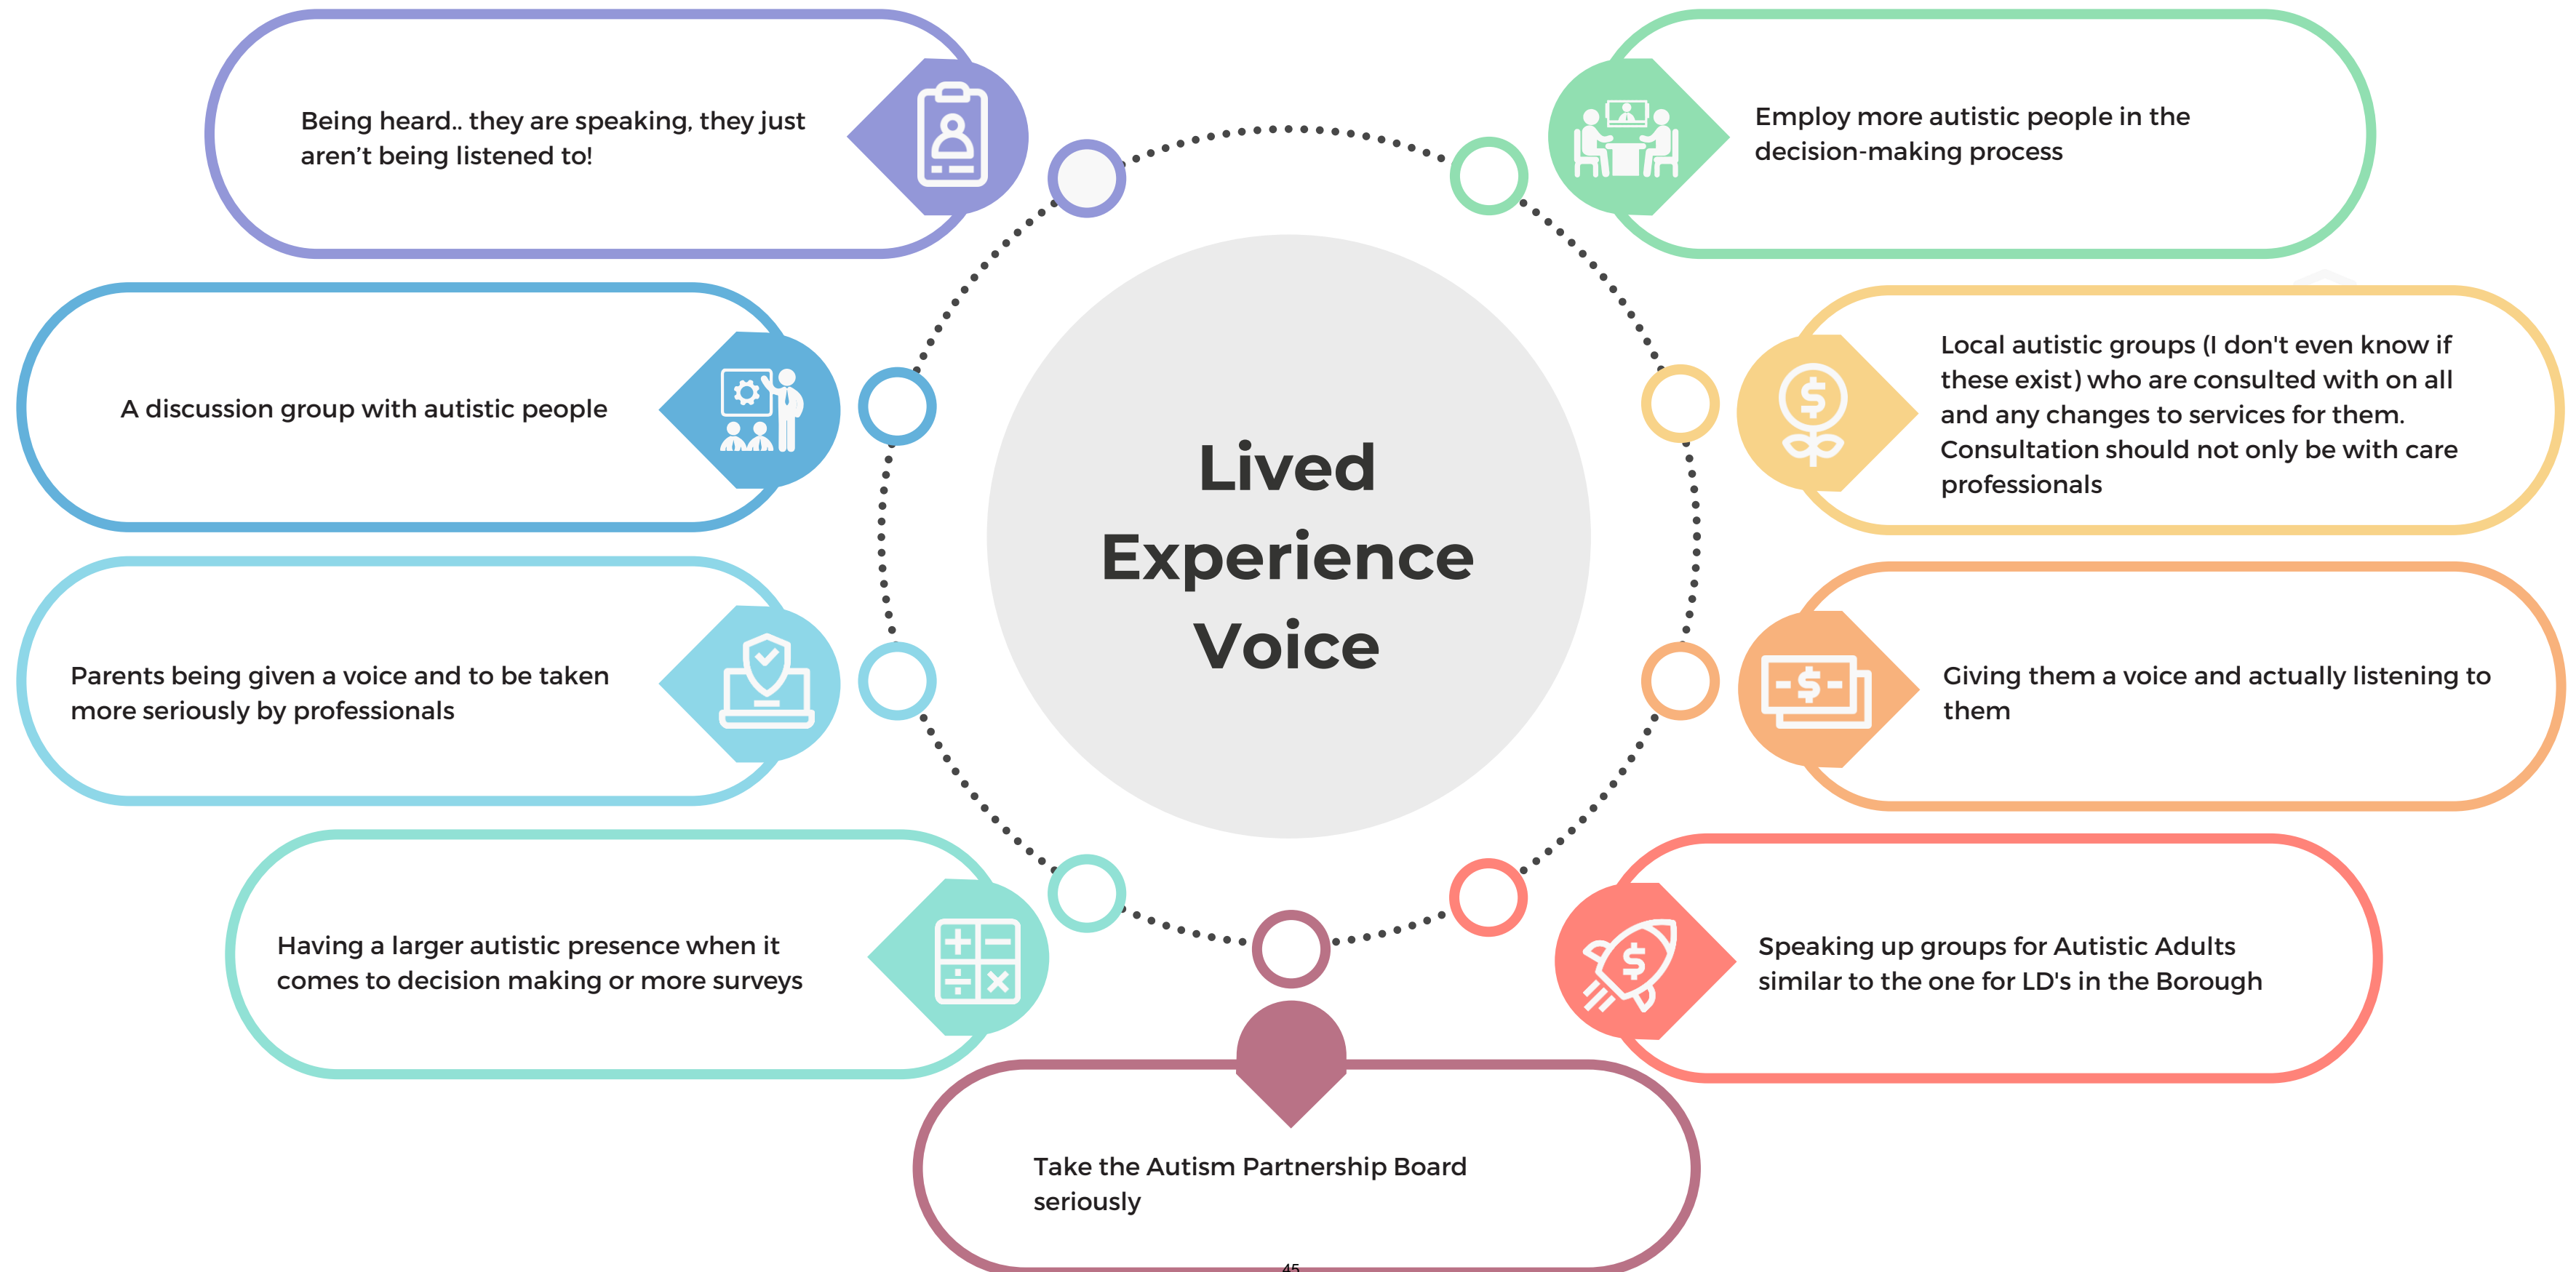 Being heard.. they are speaking, they just
aren’t being listened to!
Employ more autistic people in the
decision-making process
A discussion group with autistic people
Local autistic groups (I don't even know if
these exist) who are consulted with on all
and any changes to services for them.
Consultation should not only be with care
professionals
Lived
Experience
Voice
Parents being given a voice and to be taken
more seriously by professionals
Giving them a voice and actually listening to
them
Having a larger autistic presence when it
comes to decision making or more surveys
Speaking up groups for Autistic Adults
similar to the one for LD's in the Borough
Take the Autism Partnership Board
seriously
45